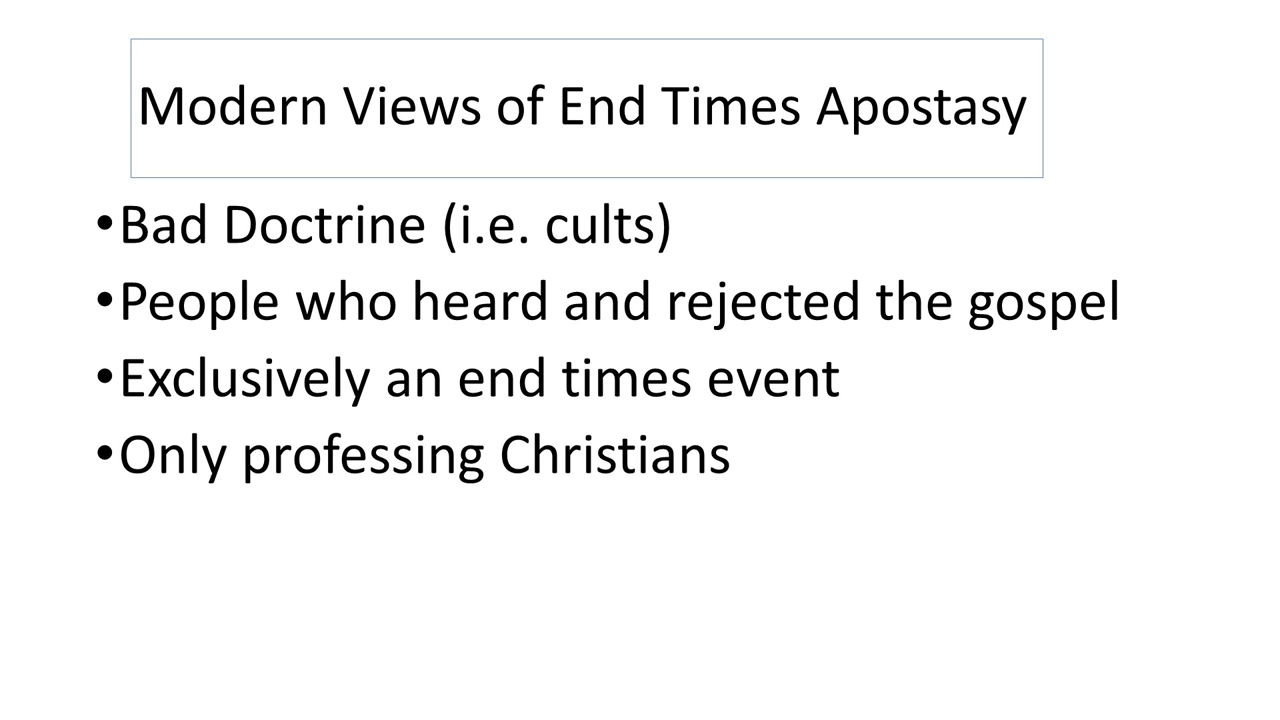 Modern Views of End Times Apostasy
•Bad Doctrine (i.e. cults)
•People who heard and rejected the gospel
•Exclusively an end times event
•Only professing Christians